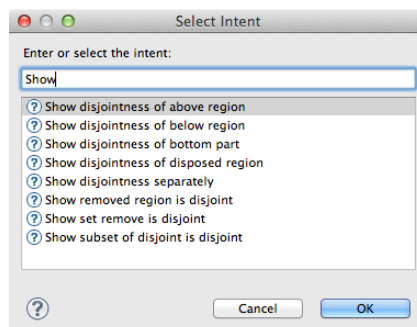 Select Intent
Enter or select the intent:
Show
Show disjointness of above region
Show disjointness of below region
Show disjointness of bottom part
Show disjointness of disposed region
Show disjointness separately
Show removed region is disjoint
Show set remove is disjoint
Show subset of disjoint is disjoint
Cancel
OK